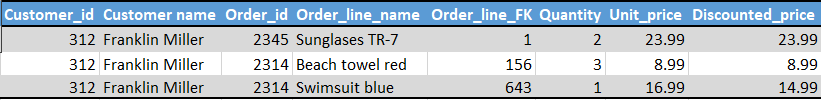 Customer_id Customer name Order_id Order_line_name Order_line_FK Quantity Unit_price Discounted_price
312 Franklin Miller 2345 Sunglases TR-7 1 2 23.99 23.99
312 Franklin Miller 2314 Beach towel red 156 3 8.99 8.99
312 Franklin Miller 2314 Swimsuit blue 643 1 16.99 14.99